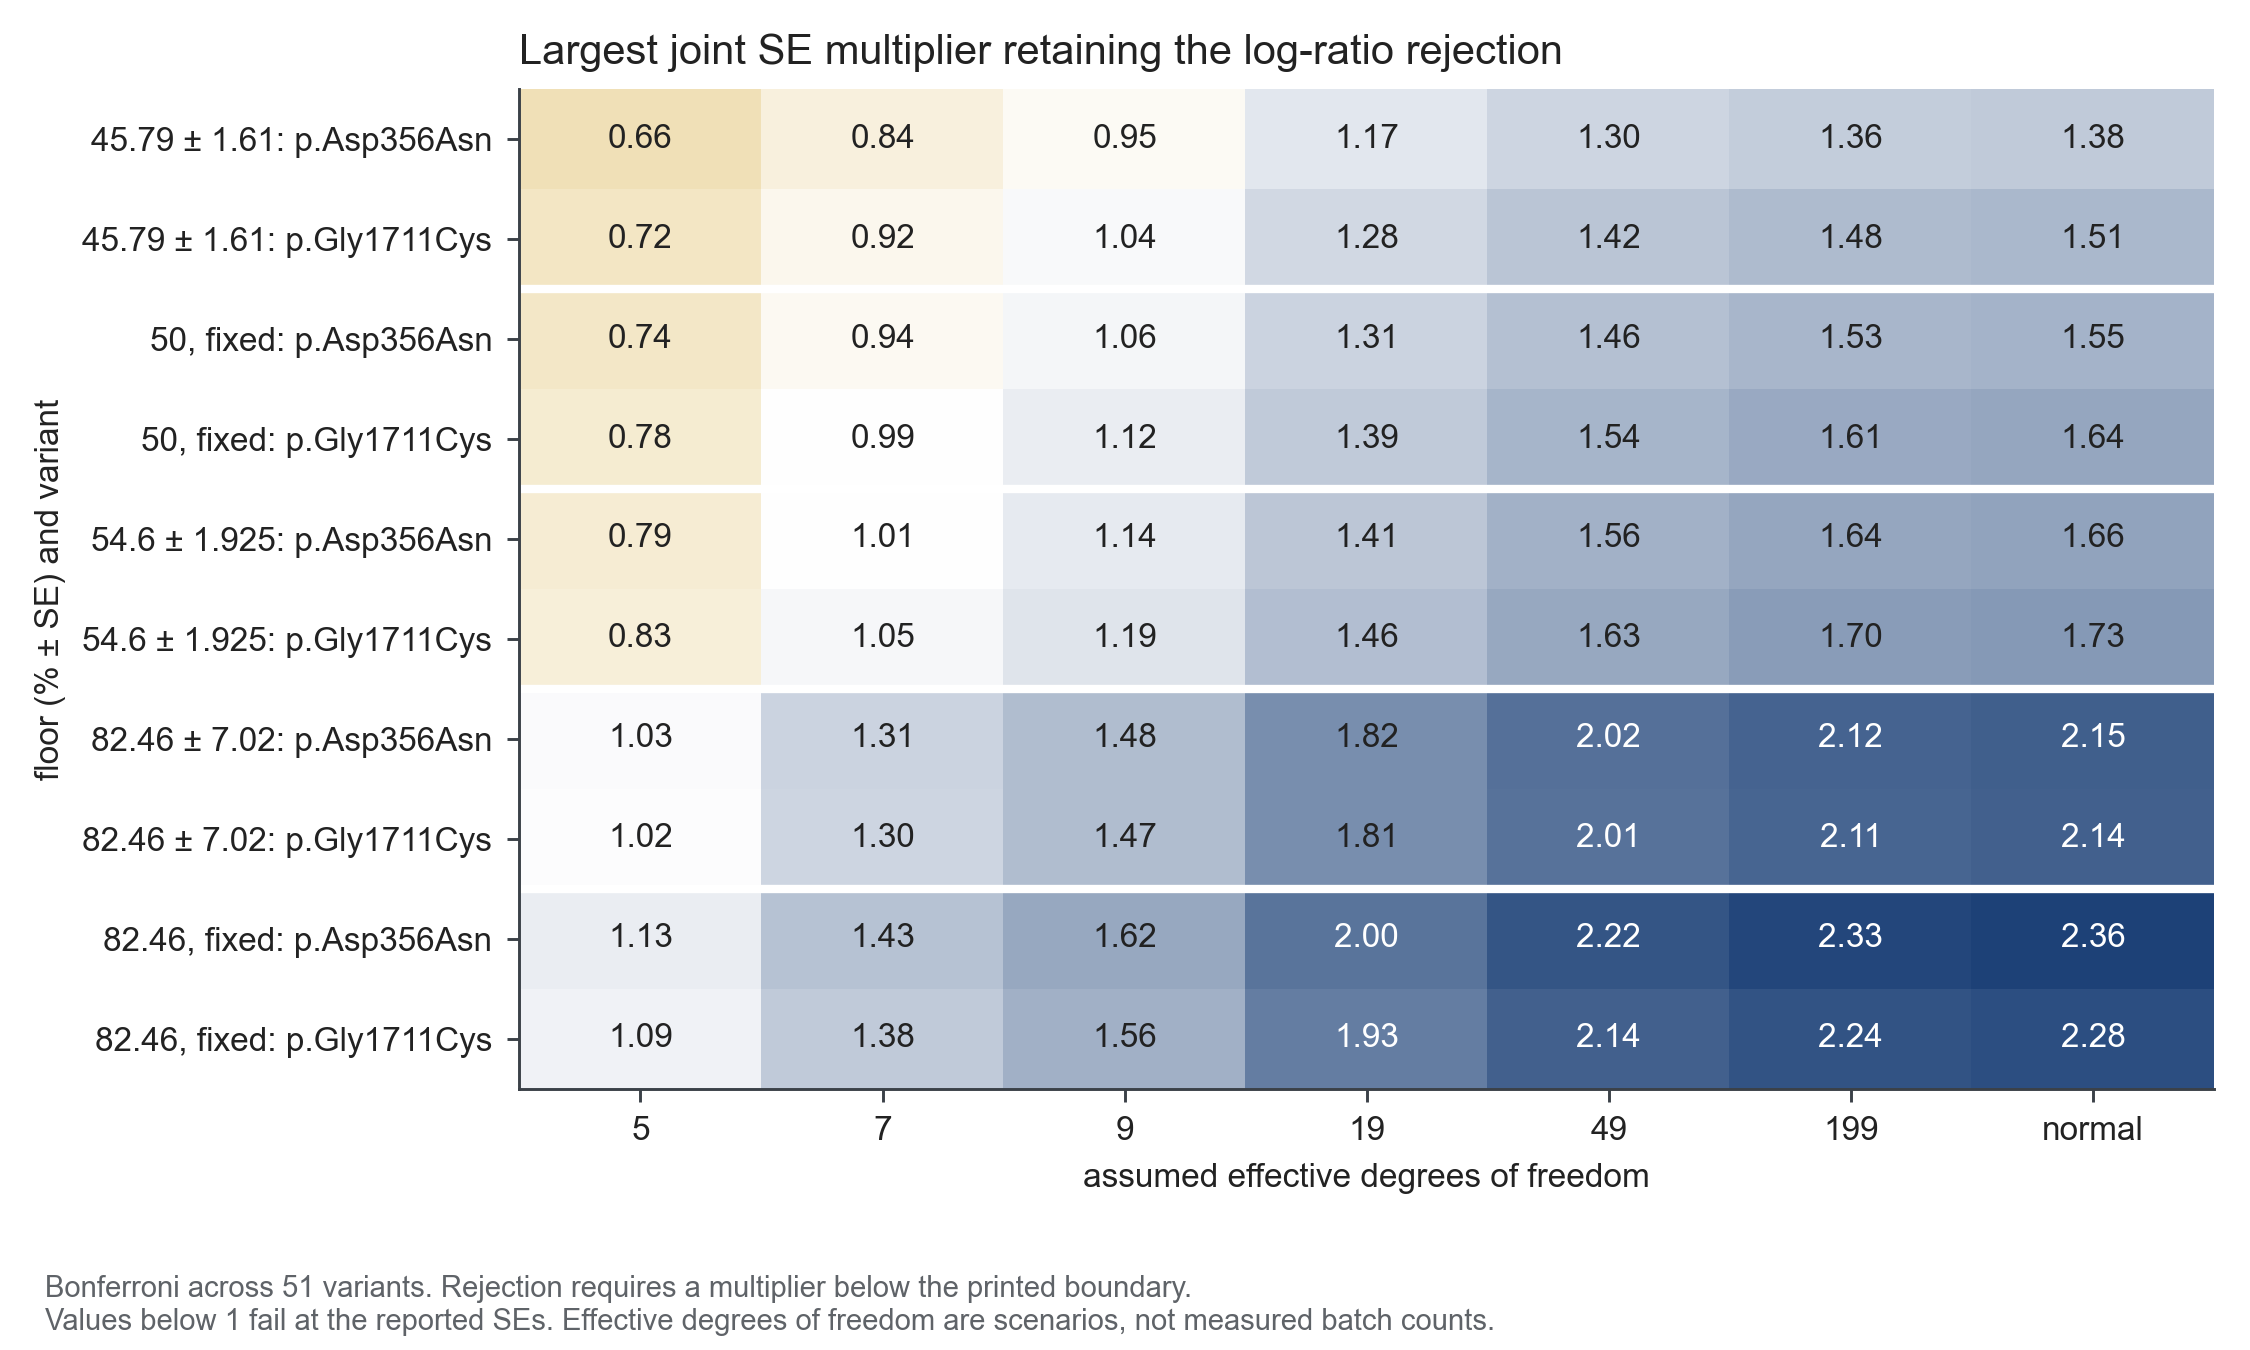 Largest joint SE multiplier retaining the log-ratio rejection
floor (% ± SE) and variant
45.79 ± 1.61: p.Asp356Asn 0.66 0.84 0.95 1.17 1.30 1.36 1.38
45.79 ± 1.61: p.Gly1711Cys 0.72 0.92 1.04 1.28 1.42 1.48 1.51
50, fixed: p.Asp356Asn 0.74 0.94 1.06 1.31 1.46 1.53 1.55
50, fixed: p.Gly1711Cys 0.78 0.99 1.12 1.39 1.54 1.61 1.64
54.6 ± 1.925: p.Asp356Asn 0.79 1.01 1.14 1.41 1.56 1.64 1.66
54.6 ± 1.925: p.Gly1711Cys 0.83 1.05 1.19 1.46 1.63 1.70 1.73
82.46 ± 7.02: p.Asp356Asn 1.03 1.31 1.48 1.82 2.02 2.12 2.15
82.46 ± 7.02: p.Gly1711Cys 1.02 1.30 1.47 1.81 2.01 2.11 2.14
82.46, fixed: p.Asp356Asn 1.13 1.43 1.62 2.00 2.22 2.33 2.36
82.46, fixed: p.Gly1711Cys 1.09 1.38 1.56 1.93 2.14 2.24 2.28
5 7 9 19 49 199 normal
assumed effective degrees of freedom
Bonferroni across 51 variants. Rejection requires a multiplier below the printed boundary.
Values below 1 fail at the reported SEs. Effective degrees of freedom are scenarios, not measured batch counts.